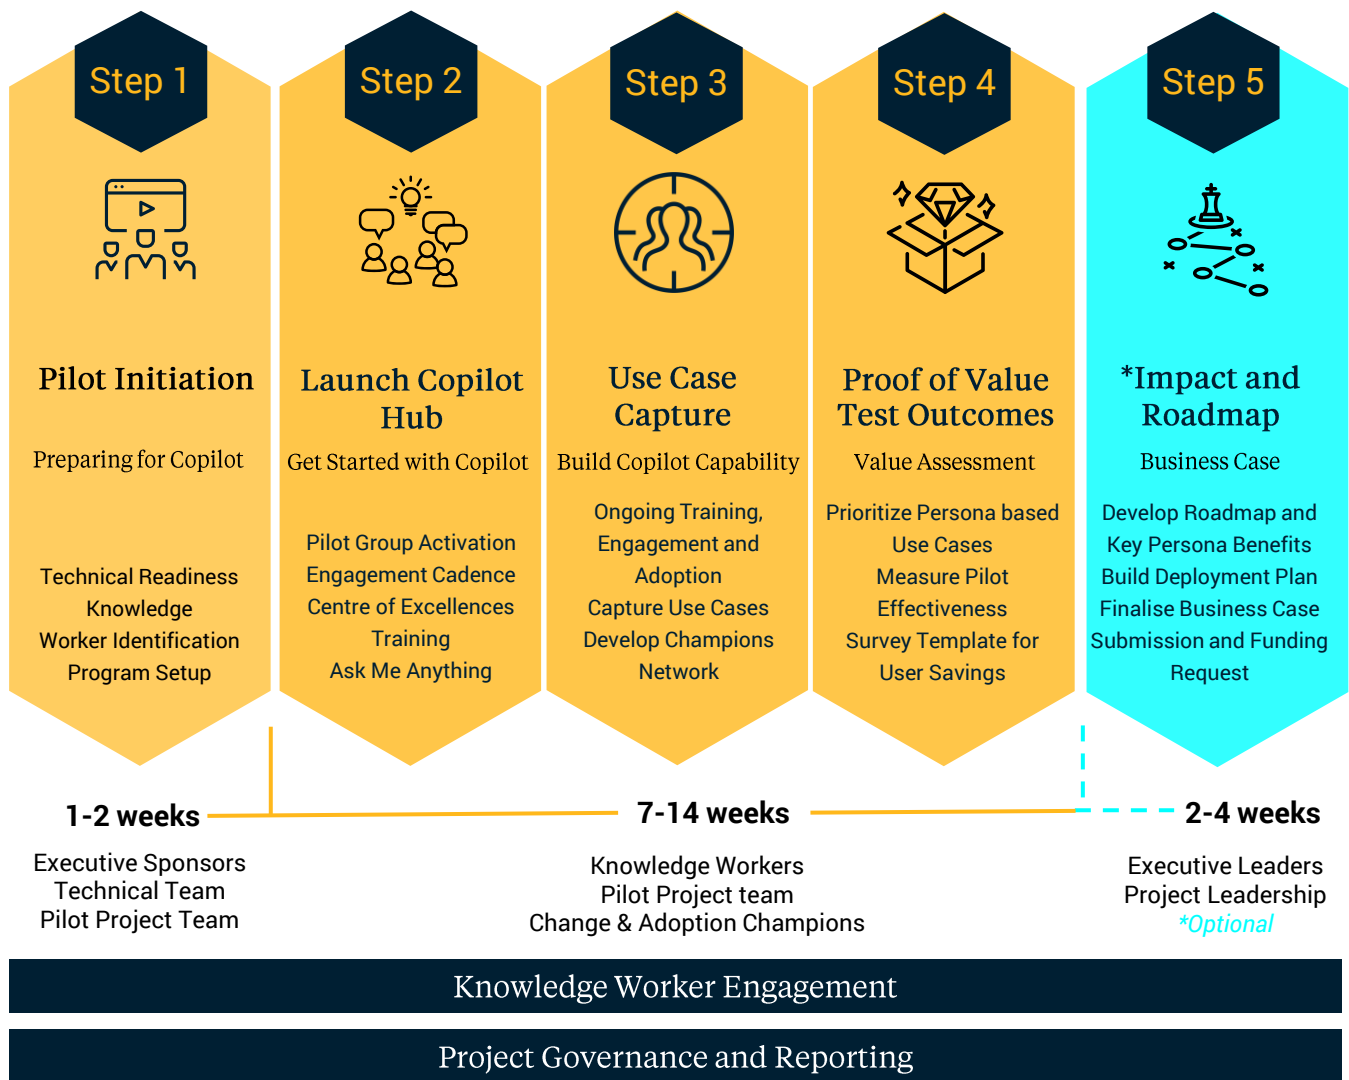 Step 1
Pilot Initiation
Preparing for Copilot
Technical Readiness
Knowledge
Worker Identification
Program Setup
Step 2
Launch Copilot
Hub
Get Started with Copilot
Pilot Group Activation
Engagement Cadence
Centre of Excellences
Training
Ask Me Anything
Step 3
Use Case
Capture
Build Copilot Capability
Ongoing Training,
Engagement and
Adoption
Capture Use Cases
Develop Champions
Network
Step 4
Proof of Value
Test Outcomes
Value Assessment
Prioritize Persona based
Use Cases
Measure Pilot
Effectiveness
Survey Template for
User Savings
Step 5
*Impact and
Roadmap
Business Case
Develop Roadmap and
Key Persona Benefits
Build Deployment Plan
Finalise Business Case
Submission and Funding
Request
1-2 weeks
Executive Sponsors
Technical Team
Pilot Project Team
7-14 weeks
Knowledge Workers
Pilot Project team
Change & Adoption Champions
2-4 weeks
Executive Leaders
Project Leadership
*Optional
Knowledge Worker Engagement
Project Governance and Reporting